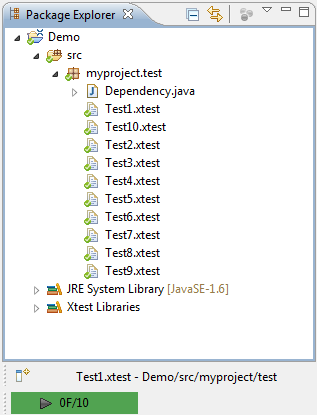 Package Explorer
Demo
src
myproject.test
Dependency.java
Test1.xtest
Test10.xtest
Test2.xtest
Test3.xtest
Test4.xtest
Test5.xtest
Test6.xtest
Test7.xtest
Test8.xtest
Test9.xtest
JRE System Library [JavaSE-1.6]
Xtest Libraries
Test1.xtest - Demo/src/myproject/test
0F/10